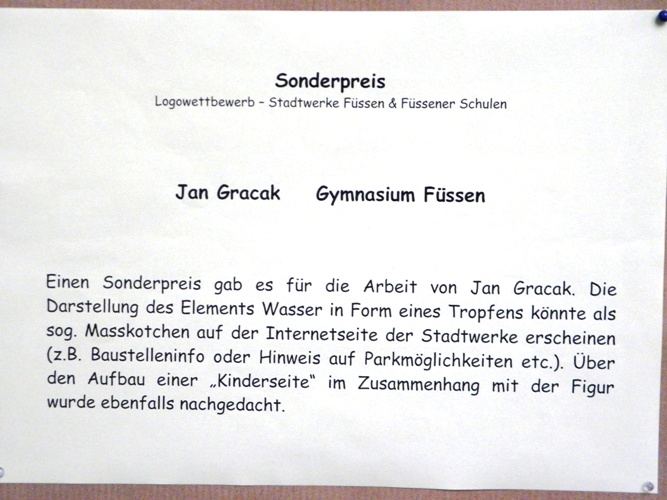 Sonderpreis
Logowettbewerb – Stadtwerke Füssen & Füssener Schulen
Jan Gracak Gymnasium Füssen
Einen Sonderpreis gab es für die Arbeit von Jan Gracak. Die
Darstellung des Elements Wasser in Form eines Tropfens könnte als
sog. Masskotchen auf der Internetseite der Stadtwerke erscheinen
(z.B. Baustelleninfo oder Hinweis auf Parkmöglichkeiten etc.). Über
den Aufbau einer „Kinderseite“ im Zusammenhang mit der Figur
wurde ebenfalls nachgedacht.